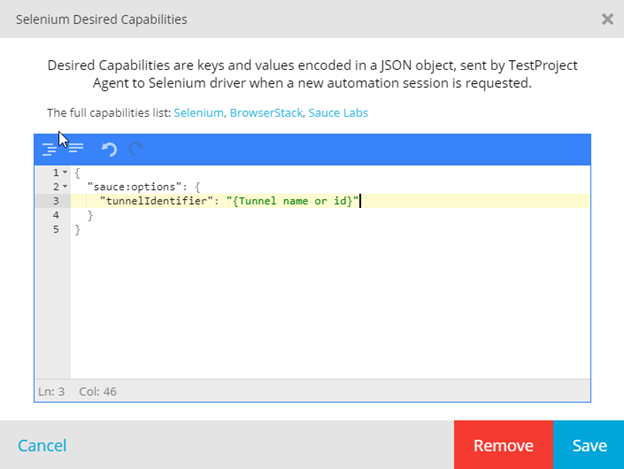 Selenium Desired Capabilities
Desired Capabilities are keys and values encoded in a JSON object, sent by TestProject
Agent to Selenium driver when a new automation session is requested.
The full capabilities list: Selenium, BrowserStack, Sauce Labs
1 {
2 "sauce:options": {
3 "tunnelIdentifier": "{Tunnel name or id}"
4 }
5 }
Ln: 3 Col: 46
Cancel Remove Save